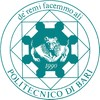 de remi facemmo ali
1990
POLITECNICO DI BARI